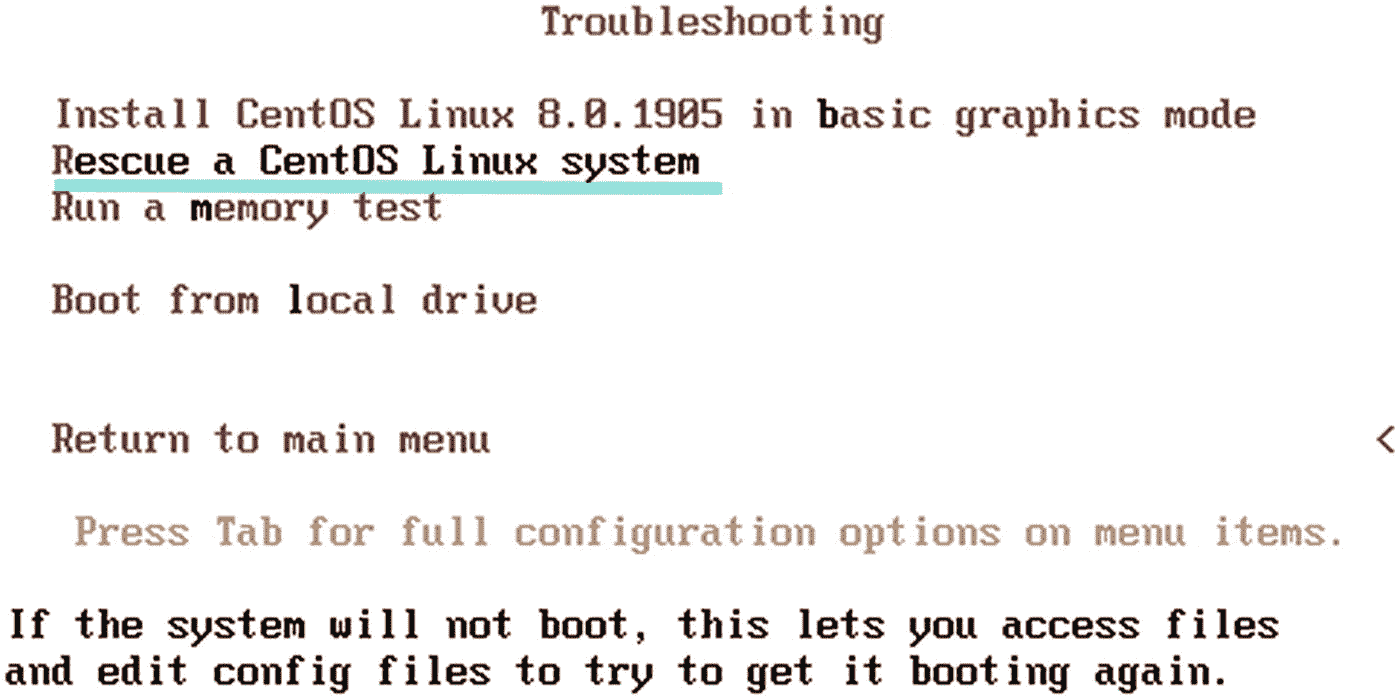 Troubleshooting
Install CentOS Linux 8.0.1905 in basic graphics mode
Rescue a CentOS Linux system
Run a memory test
Boot from local drive
Return to main menu <
Press Tab for full configuration options on menu items.
If the system will not boot, this lets you access files
and edit config files to try to get it booting again.